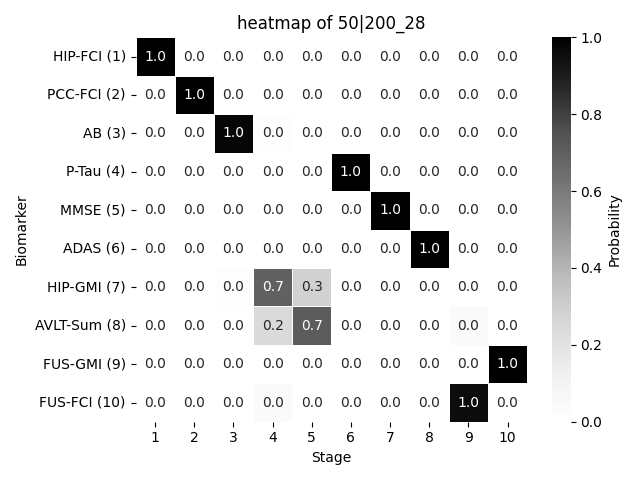 heatmap of 50|200_28
HIP-FCI (1) 1.0 0.0 0.0 0.0 0.0 0.0 0.0 0.0 0.0 0.0
PCC-FCI (2) 0.0 1.0 0.0 0.0 0.0 0.0 0.0 0.0 0.0 0.0
AB (3) 0.0 0.0 1.0 0.0 0.0 0.0 0.0 0.0 0.0 0.0
P-Tau (4) 0.0 0.0 0.0 0.0 0.0 1.0 0.0 0.0 0.0 0.0
MMSE (5) 0.0 0.0 0.0 0.0 0.0 0.0 1.0 0.0 0.0 0.0
ADAS (6) 0.0 0.0 0.0 0.0 0.0 0.0 0.0 1.0 0.0 0.0
HIP-GMI (7) 0.0 0.0 0.0 0.7 0.3 0.0 0.0 0.0 0.0 0.0
AVLT-Sum (8) 0.0 0.0 0.0 0.2 0.7 0.0 0.0 0.0 0.0 0.0
FUS-GMI (9) 0.0 0.0 0.0 0.0 0.0 0.0 0.0 0.0 0.0 1.0
FUS-FCI (10) 0.0 0.0 0.0 0.0 0.0 0.0 0.0 0.0 1.0 0.0
1 2 3 4 5 6 7 8 9 10
Stage
Biomarker
1.0
0.8
0.6
0.4
0.2
0.0
Probability